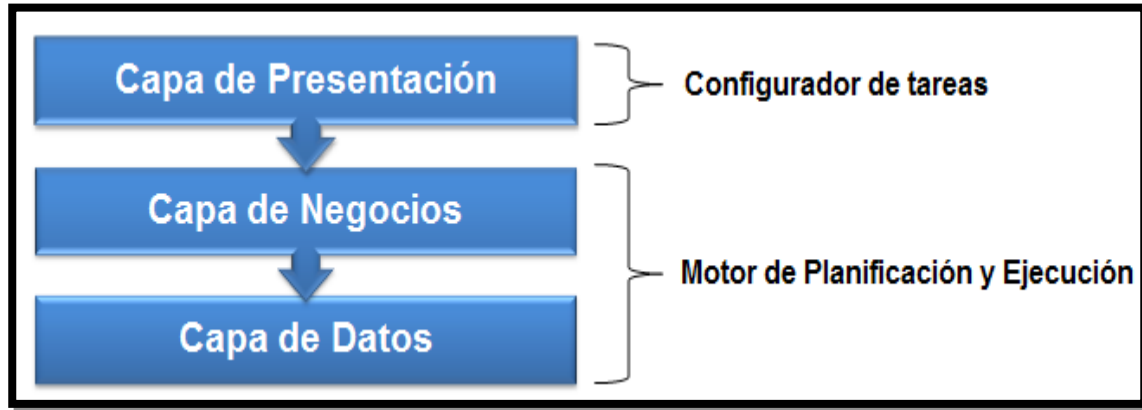 Capa de Presentación
Configurador de tareas
Capa de Negocios
Motor de Planificación y Ejecución
Capa de Datos